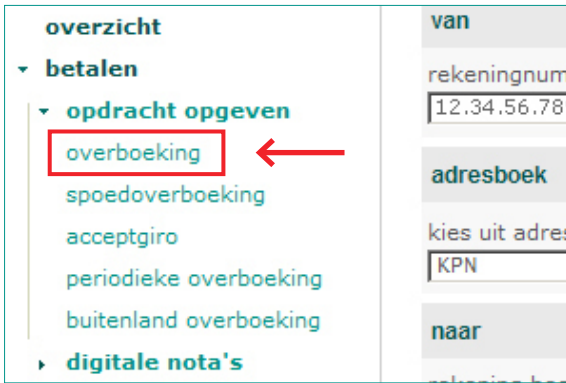 overzicht
betalen
opdracht opgeven
overboeking
spoedoverboeking
acceptgiro
periodieke overboeking
buitenland overboeking
digitale nota's
van
rekeningnum
12.34.56.78
adresboek
kies uit adres
KPN
naar